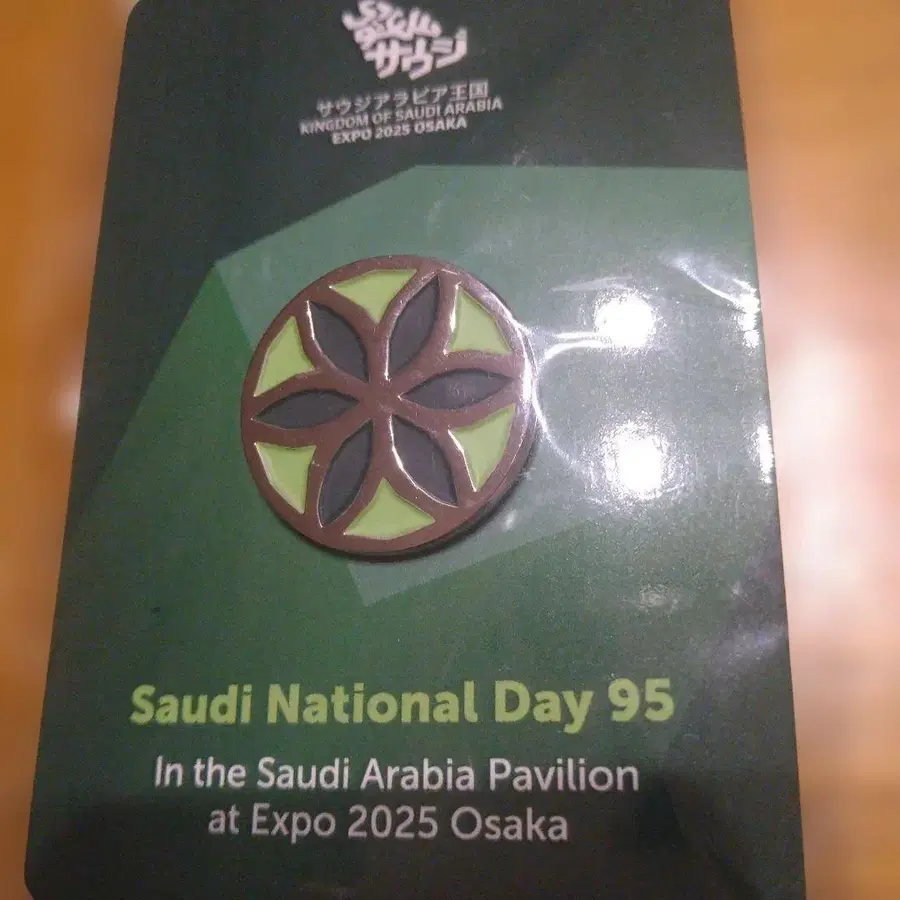 サウジ
サウジアラビア王国
KINGDOM OF SAUDI ARABIA
EXPO 2025 OSAKA
Saudi National Day 95
In the Saudi Arabia Pavilion
at Expo 2025 Osaka